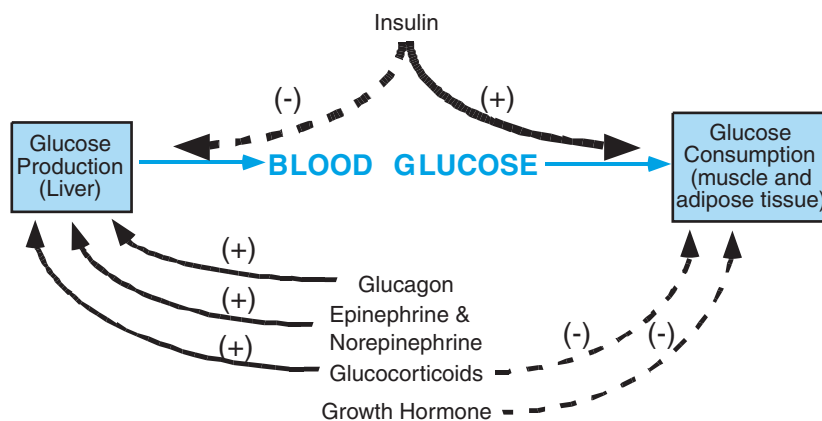 Insulin
(-)
(+)
Glucose
Production
(Liver)
BLOOD GLUCOSE
Glucose
Consumption
(muscle and
adipose tissue)
(+)
Glucagon
(+)
Epinephrine &
Norepinephrine
(+)
Glucocorticoids
(-)
(-)
Growth Hormone